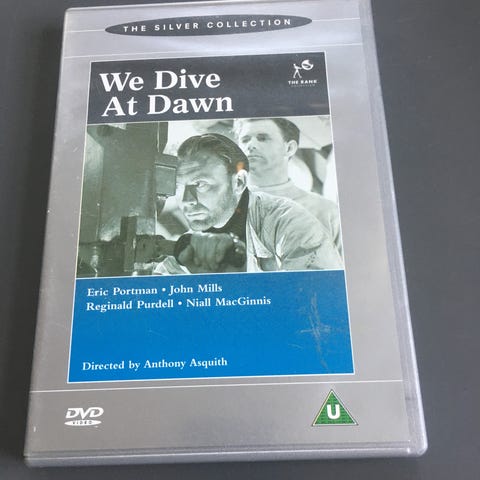 THE SILVER COLLECTION
We Dive
At Dawn
THE RANK
COLLECTION
Eric Portman • John Mills
Reginald Purdell • Niall MacGinnis
Directed by Anthony Asquith
DVD
VIDEO
U